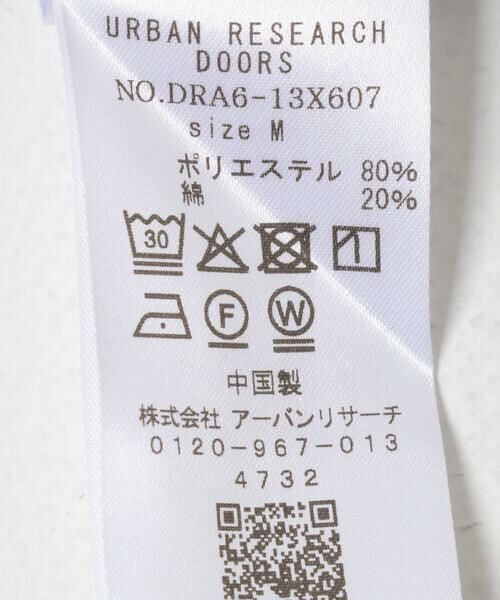 URBAN RESEARCH
DOORS
NO.DRA6-13X607
size M
ポリエステル 80%
綿 20%
30
F W
中国製
株式会社 アーバンリサーチ
0120-967-013
4732